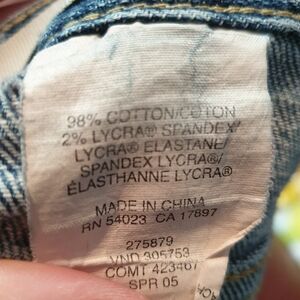 98% COTTON/COTON
2% LYCRA® SPANDEX/
LYCRA® ELASTANE/
SPANDEX LYCRA®/
ÉLASTHANNE LYCRA®
MADE IN CHINA
RN 54023 CA 17897
275879
VND 305753
COMT 423467
SPR 05